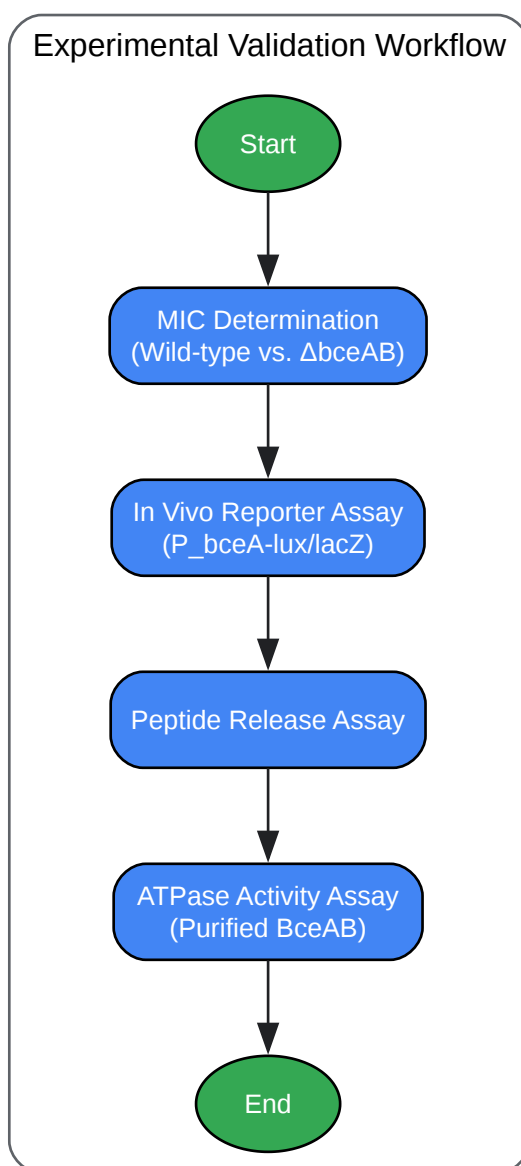 Experimental Validation Workflow
Start
MIC Determination
(Wild-type vs. ΔbceAB)
In Vivo Reporter Assay
(P_bceA-lux/lacZ)
Peptide Release Assay
ATPase Activity Assay
(Purified BceAB)
End